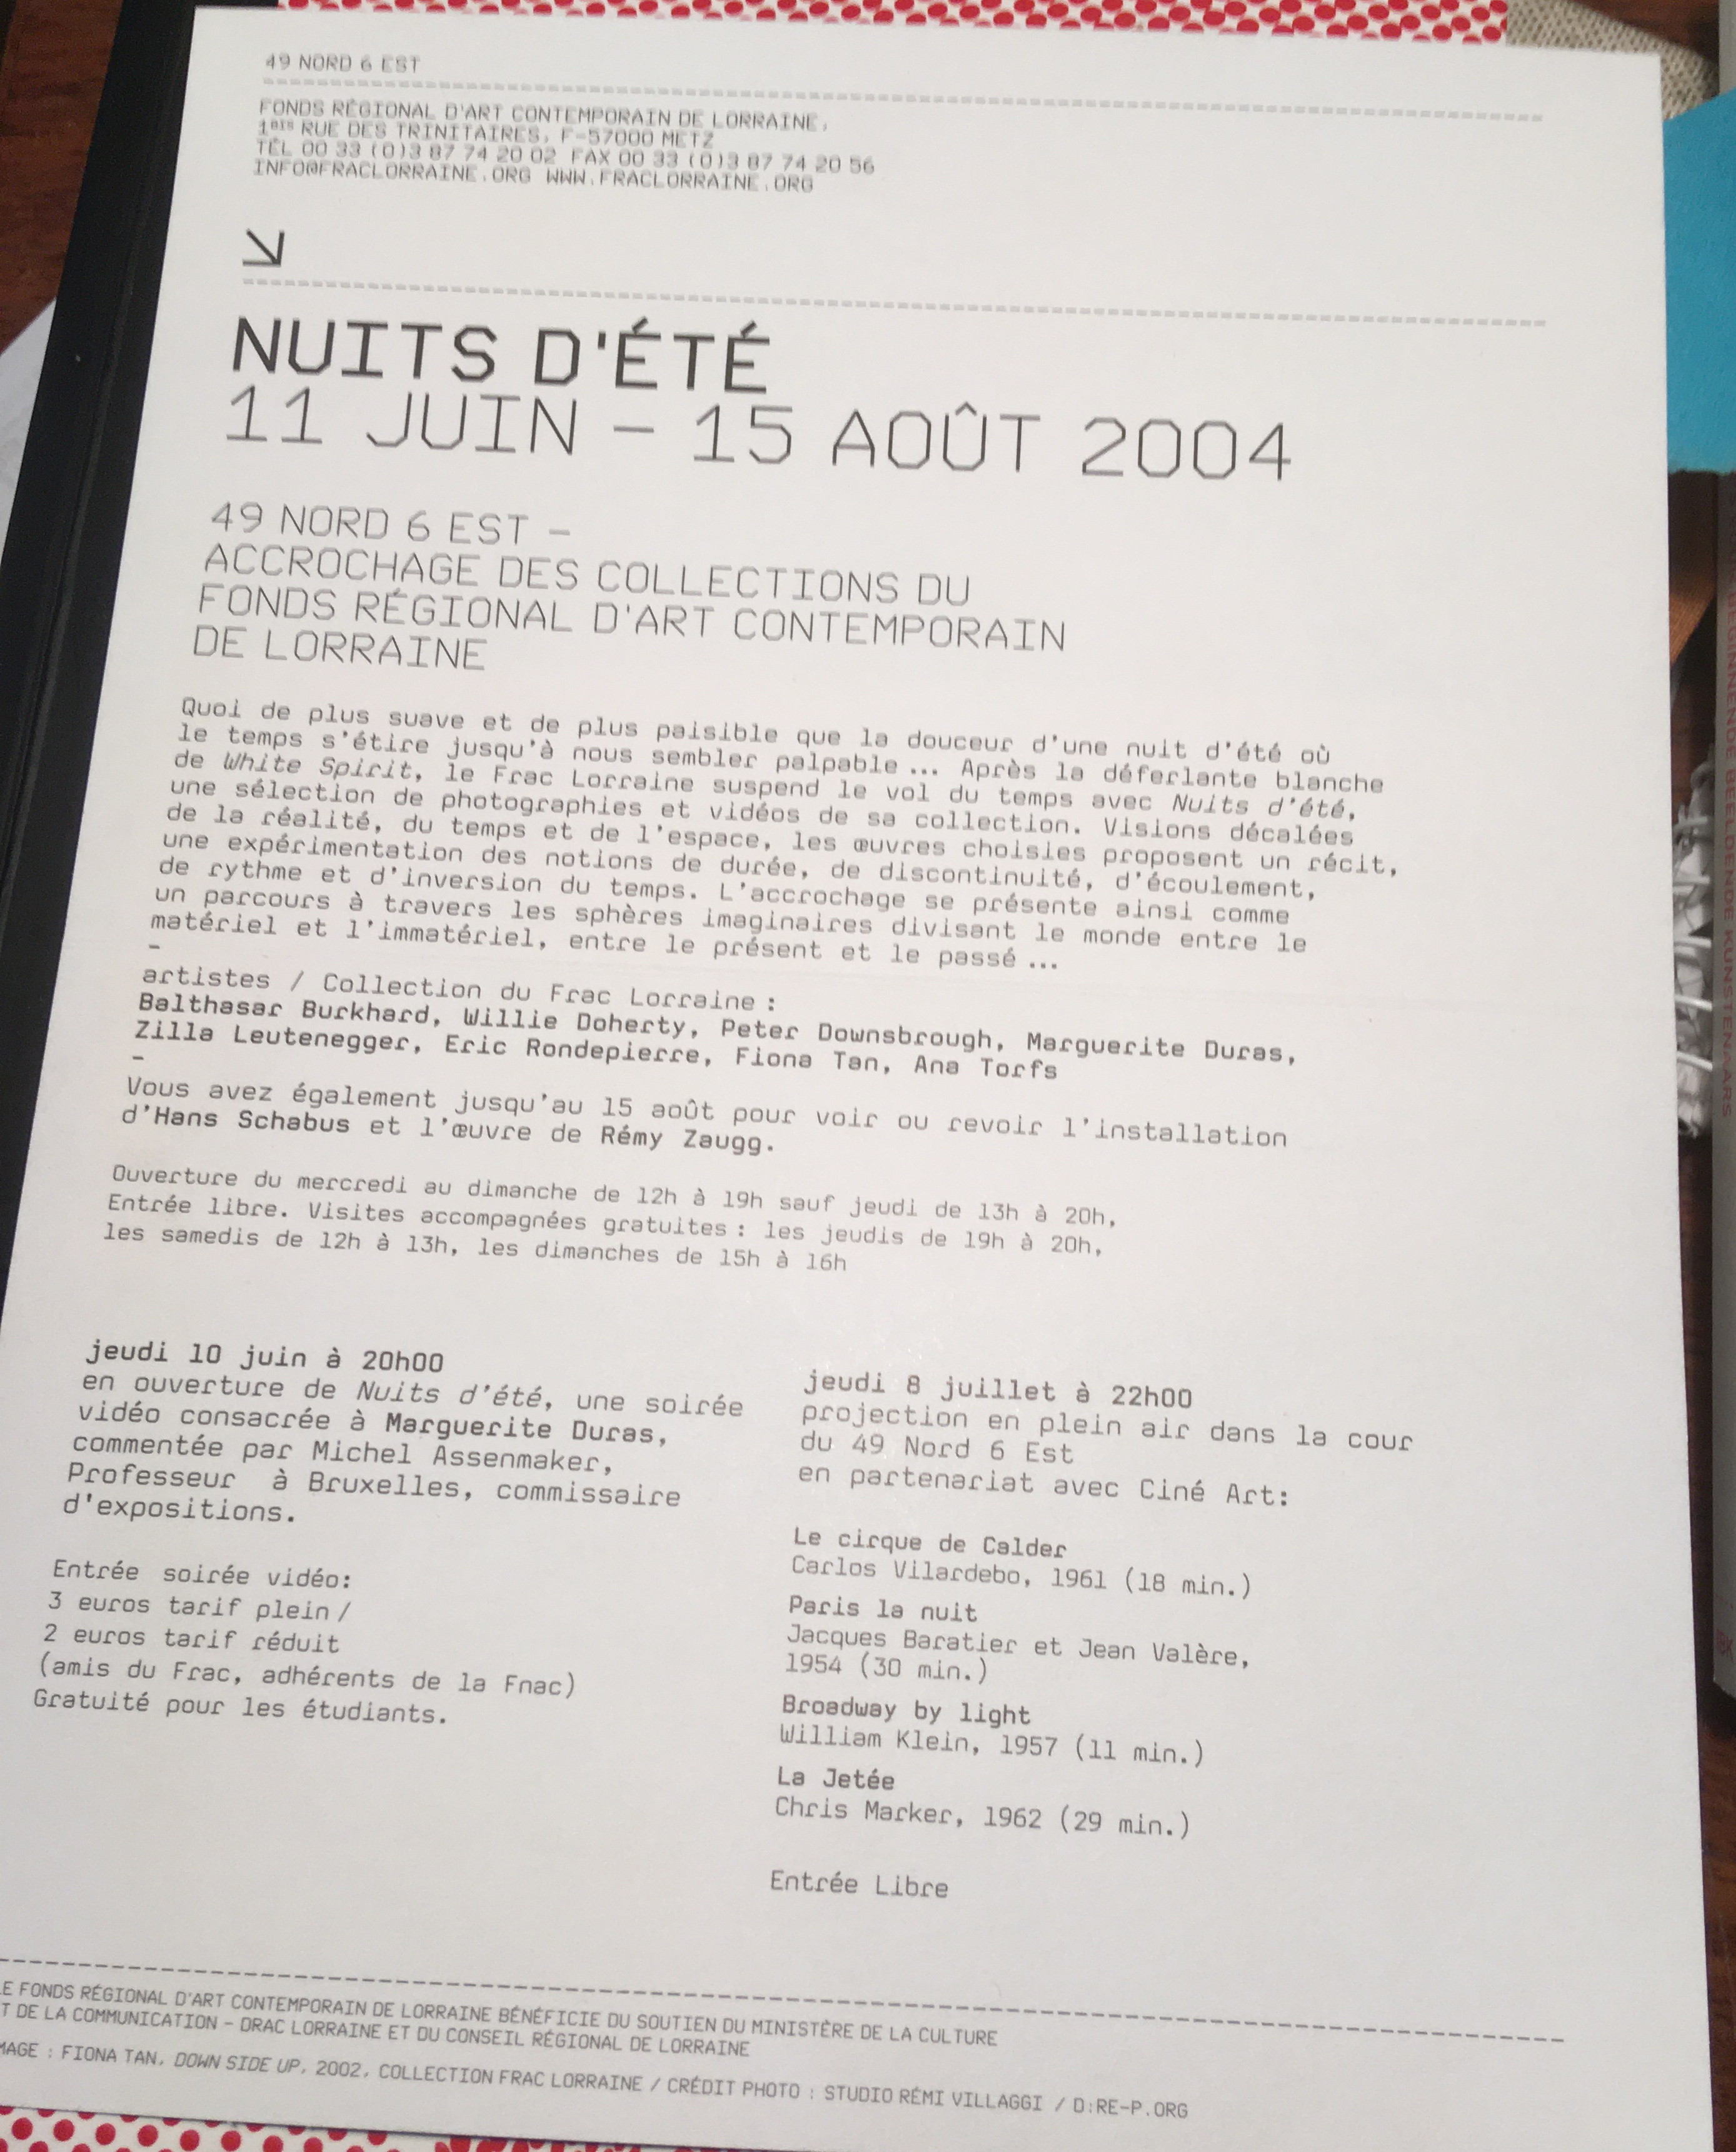 49 NORD 6 EST
FONDS RÉGIONAL D'ART CONTEMPORAIN DE LORRAINE,
1BIS RUE DES TRINITAIRES, F-57000 METZ
TÉL 00 33 (0)3 87 74 20 02 FAX 00 33 (0)3 87 74 20 56
INFO@FRACLORRAINE.ORG WWW.FRACLORRAINE.ORG
NUITS D'ÉTÉ
11 JUIN – 15 AOÛT 2004
49 NORD 6 EST –
ACCROCHAGE DES COLLECTIONS DU
FONDS RÉGIONAL D'ART CONTEMPORAIN
DE LORRAINE
Quoi de plus suave et de plus paisible que la douceur d'une nuit d'été où
le temps s'étire jusqu'à nous sembler palpable... Après la déferlante blanche
de White Spirit, le Frac Lorraine suspend le vol du temps avec Nuits d'été,
une sélection de photographies et vidéos de sa collection. Visions décalées
de la réalité, du temps et de l'espace, les œuvres choisies proposent un récit,
une expérimentation des notions de durée, de discontinuité, d'écoulement,
de rythme et d'inversion du temps. L'accrochage se présente ainsi comme
un parcours à travers les sphères imaginaires divisant le monde entre le
matériel et l'immatériel, entre le présent et le passé...
–
artistes / Collection du Frac Lorraine :
Balthasar Burkhard, Willie Doherty, Peter Downsbrough, Marguerite Duras,
Zilla Leutenegger, Eric Rondepierre, Fiona Tan, Ana Torfs
–
Vous avez également jusqu'au 15 août pour voir ou revoir l'installation
d'Hans Schabus et l'œuvre de Rémy Zaugg.
Ouverture du mercredi au dimanche de 12h à 19h sauf jeudi de 13h à 20h,
Entrée libre. Visites accompagnées gratuites : les jeudis de 19h à 20h,
les samedis de 12h à 13h, les dimanches de 15h à 16h
jeudi 10 juin à 20h00
en ouverture de Nuits d'été, une soirée
vidéo consacrée à Marguerite Duras,
commentée par Michel Assenmaker,
Professeur à Bruxelles, commissaire
d'expositions.
Entrée soirée vidéo:
3 euros tarif plein /
2 euros tarif réduit
(amis du Frac, adhérents de la Fnac)
Gratuité pour les étudiants.
jeudi 8 juillet à 22h00
projection en plein air dans la cour
du 49 Nord 6 Est
en partenariat avec Ciné Art:
Le cirque de Calder
Carlos Vilardebo, 1961 (18 min.)
Paris la nuit
Jacques Baratier et Jean Valère,
1954 (30 min.)
Broadway by light
William Klein, 1957 (11 min.)
La Jetée
Chris Marker, 1962 (29 min.)
Entrée Libre
LE FONDS RÉGIONAL D'ART CONTEMPORAIN DE LORRAINE BÉNÉFICIE DU SOUTIEN DU MINISTÈRE DE LA CULTURE
T DE LA COMMUNICATION – DRAC LORRAINE ET DU CONSEIL RÉGIONAL DE LORRAINE
MAGE : FIONA TAN, DOWN SIDE UP, 2002, COLLECTION FRAC LORRAINE / CRÉDIT PHOTO : STUDIO RÉMI VILLAGGI / D:RE-P.ORG